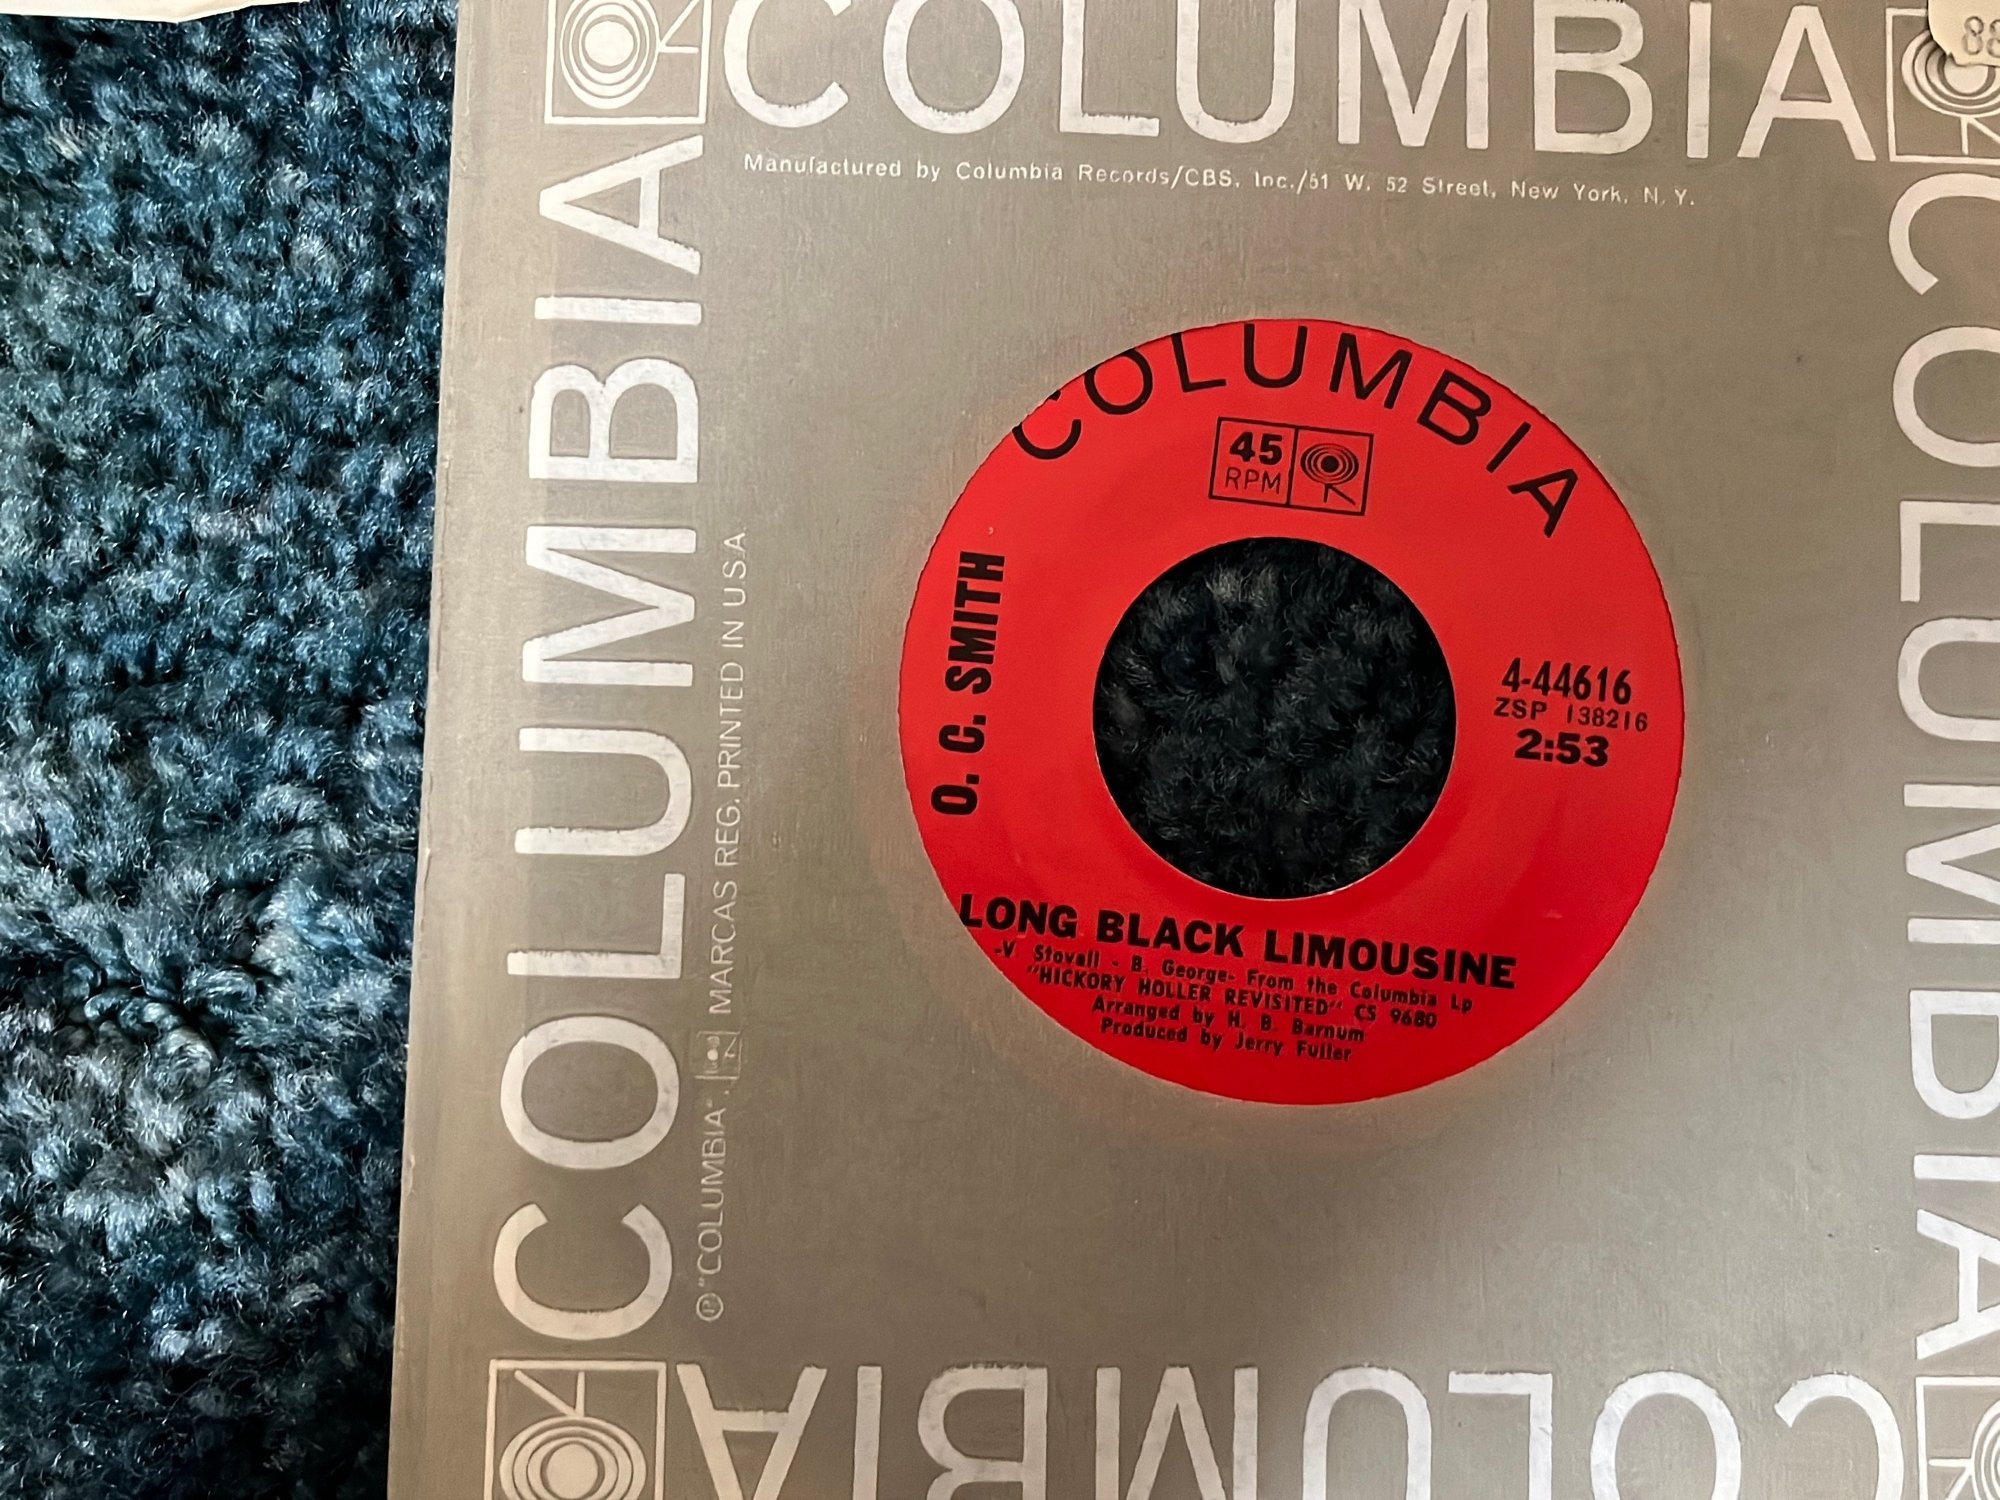 COLUMBIA
88
Manufactured by Columbia Records/CBS, Inc./51 W. 52 Street, New York, N.Y.
COLUMBIA
℗ "COLUMBIA", MARCAS REG. PRINTED IN U.S.A.
COLUMBIA
45
RPM
O. C. SMITH
4-44616
ZSP 138216
2:53
LONG BLACK LIMOUSINE
-V Stovall - B. George- From the Columbia Lp
"HICKORY HOLLER REVISITED" CS 9680
Arranged by H. B. Barnum
Produced by Jerry Fuller
COLUMBIA
COLUMBIA